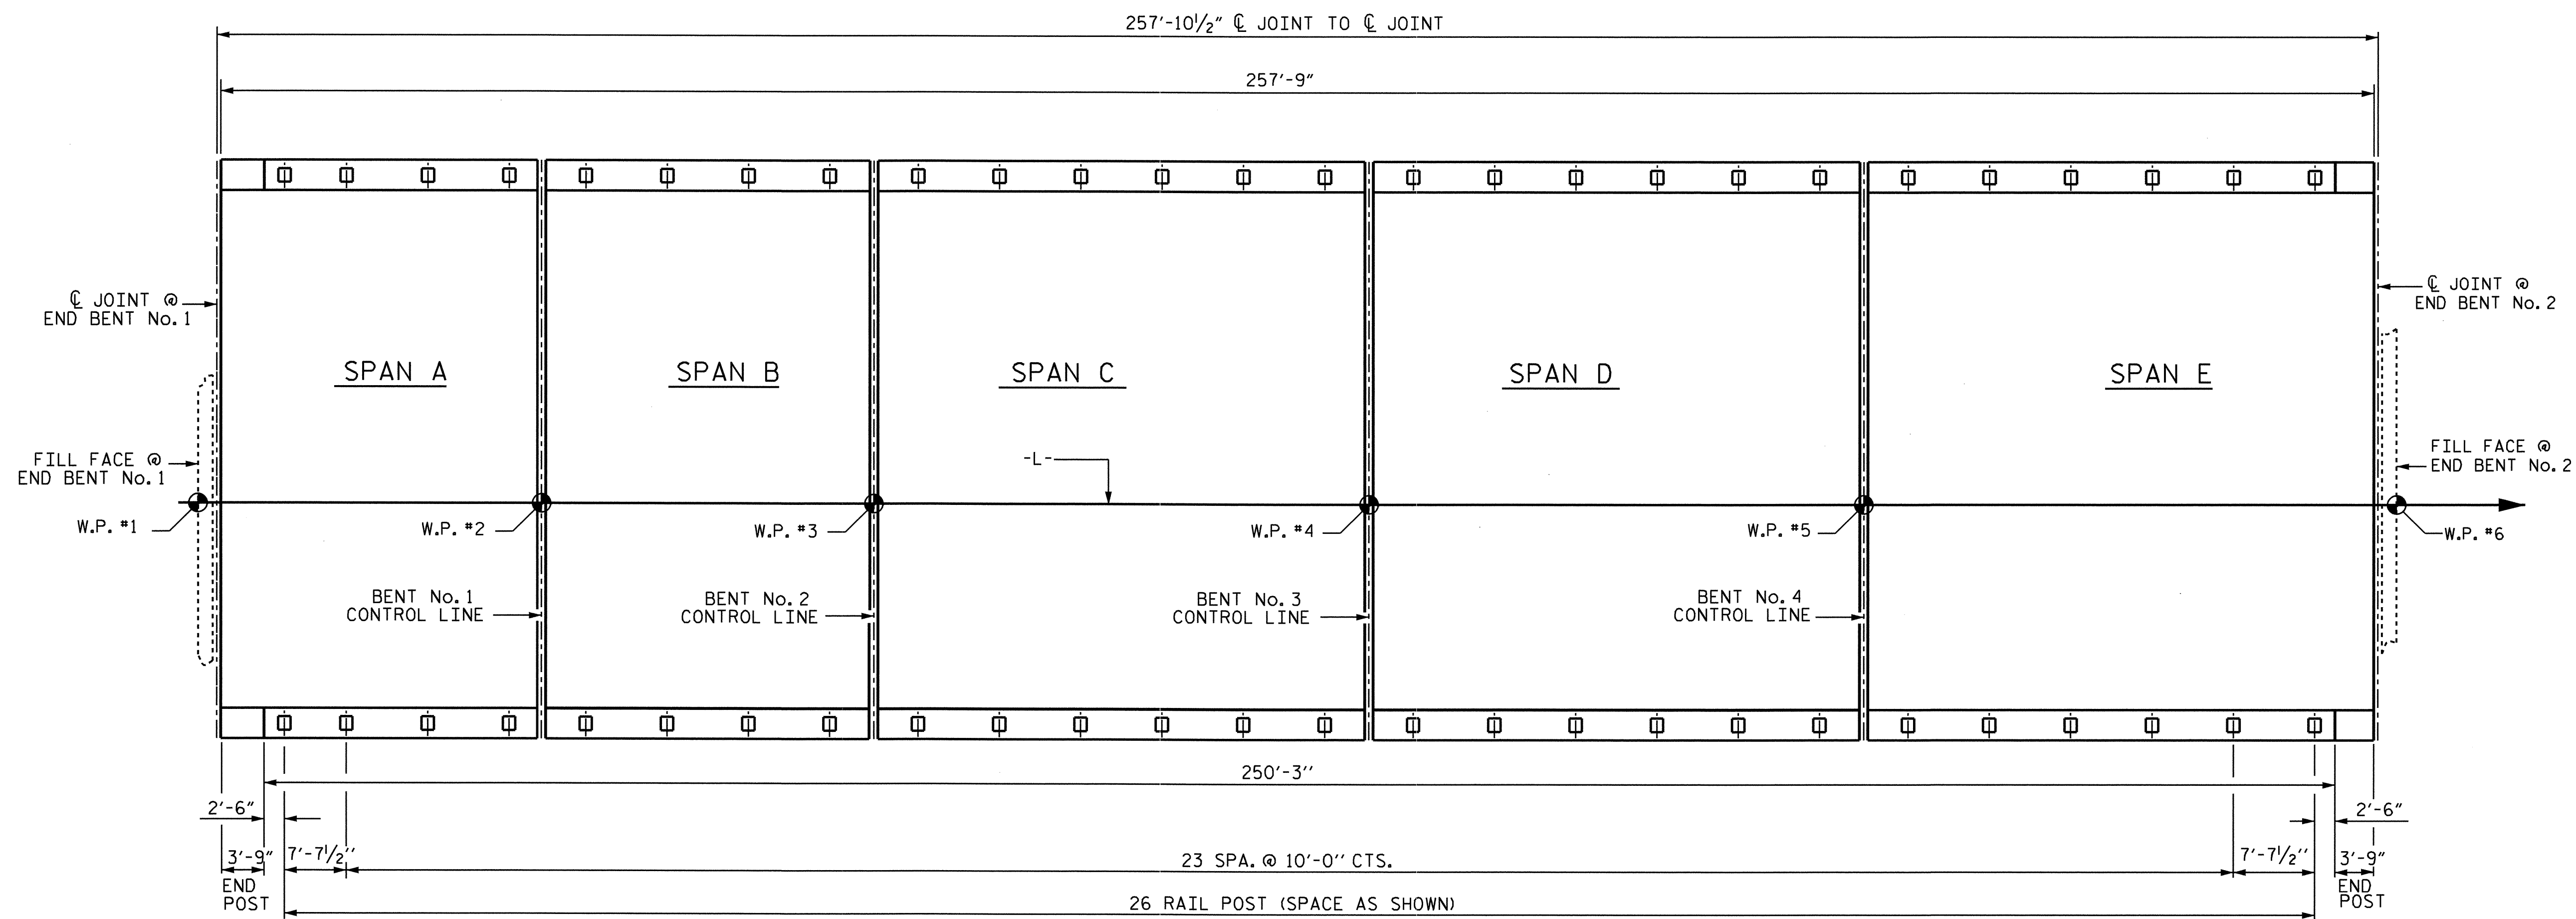 257'-10½" ℄ JOINT TO ℄ JOINT
257'-9"
℄ JOINT @
END BENT No. 1
℄ JOINT @
END BENT No. 2
SPAN A
SPAN B
SPAN C
SPAN D
SPAN E
FILL FACE @
END BENT No. 1
-L-
FILL FACE @
END BENT No. 2
W.P. #1
W.P. #2
W.P. #3
W.P. #4
W.P. #5
W.P. #6
BENT No. 1
CONTROL LINE
BENT No. 2
CONTROL LINE
BENT No. 3
CONTROL LINE
BENT No. 4
CONTROL LINE
250'-3''
2'-6"
2'-6"
3'-9"
7'-7½''
23 SPA. @ 10'-0'' CTS.
7'-7½''
3'-9"
END
POST
END
POST
26 RAIL POST (SPACE AS SHOWN)